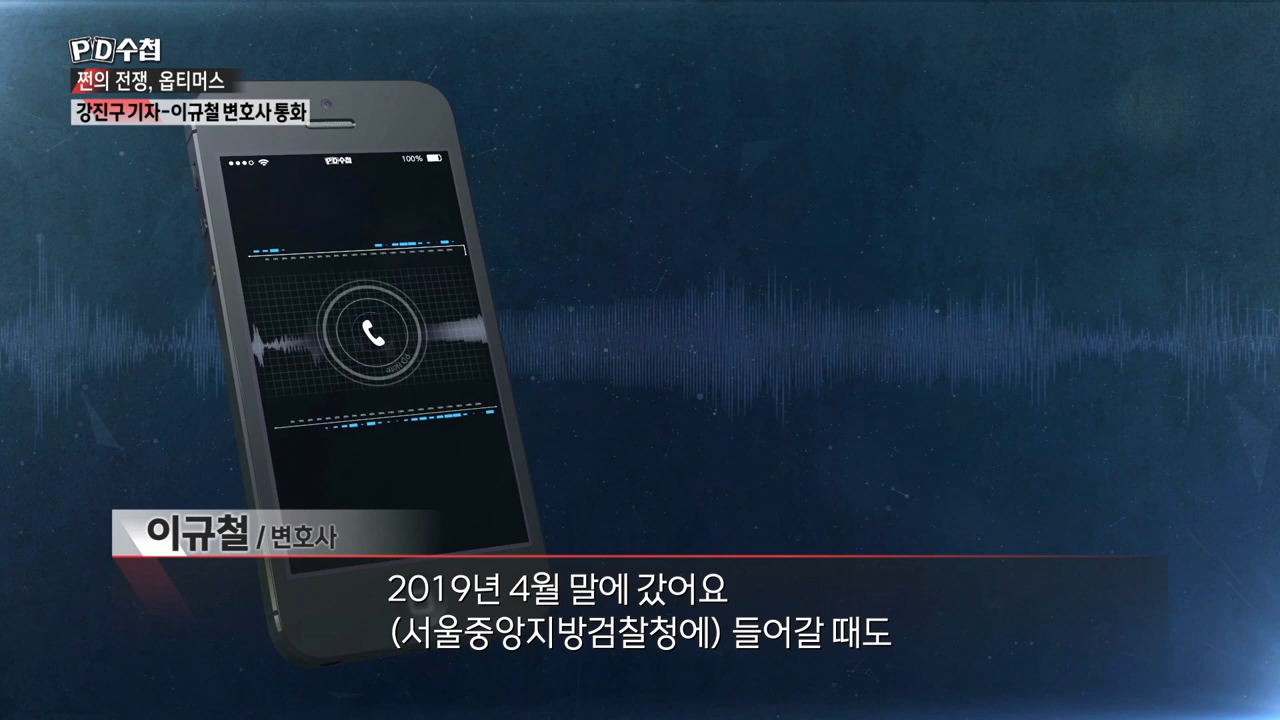 PD수첩
쩐의 전쟁, 옵티머스
강진구 기자-이규철 변호사 통화
PD수첩
100%
PD Note
이규철 / 변호사
2019년 4월 말에 갔어요
(서울중앙지방검찰청에) 들어갈 때도